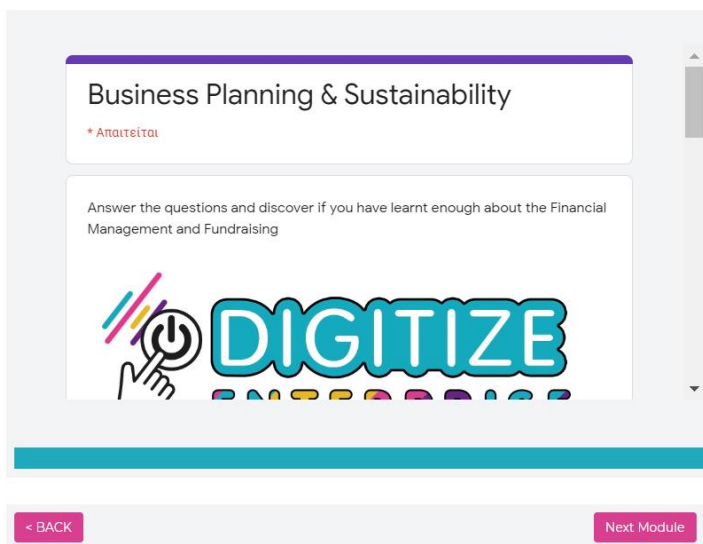 Business Planning & Sustainability
* Απαιτείται
Answer the questions and discover if you have learnt enough about the Financial
Management and Fundraising
DIGITIZE
ENTERPRISE
< BACK
Next Module